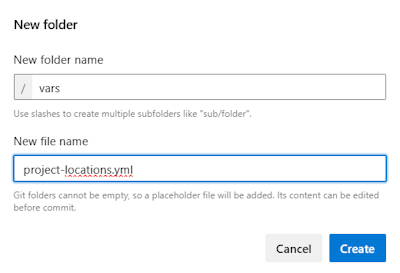 New folder
New folder name
/ vars
Use slashes to create multiple subfolders like "sub/folder".
New file name
project-locations.yml
Git folders cannot be empty, so a placeholder file will be added. Its content can be edited
before commit.
Cancel Create